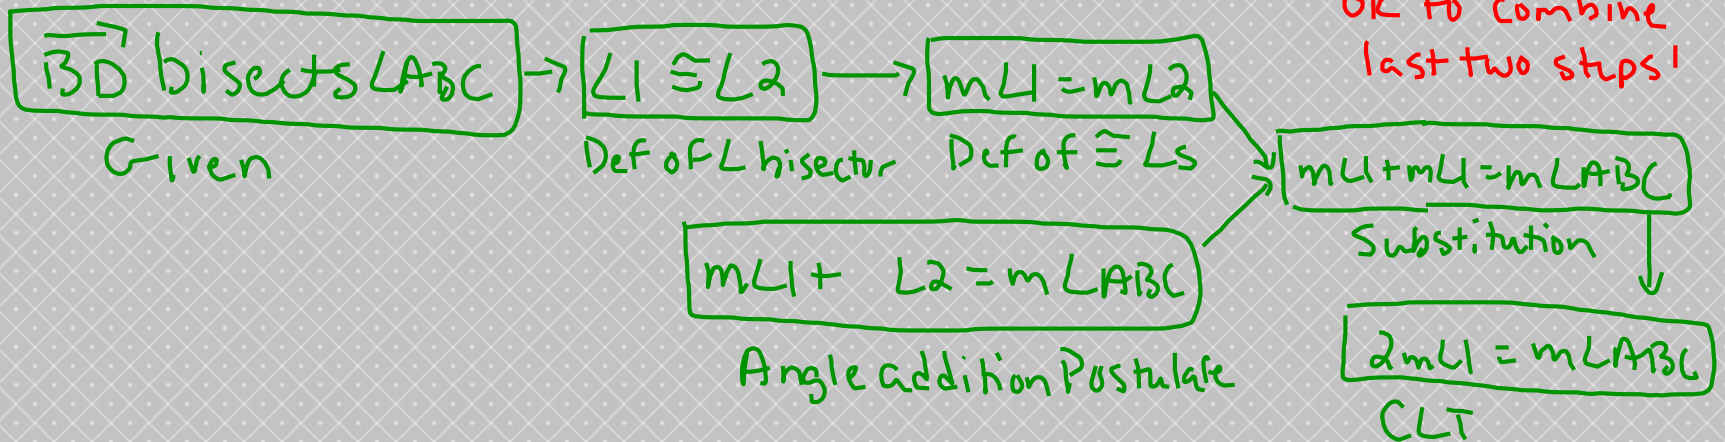 OK to combine
last two steps!
BD bisects ∠ABC → ∠1 ≅ ∠2 → m∠1 = m∠2
Given
Def of ∠ bisector
Def of ≅ ∠s
m∠1 + m∠1 = m∠ABC
Substitution
m∠1 + ∠2 = m∠ABC
Angle addition Postulate
2m∠1 = m∠ABC
CLT